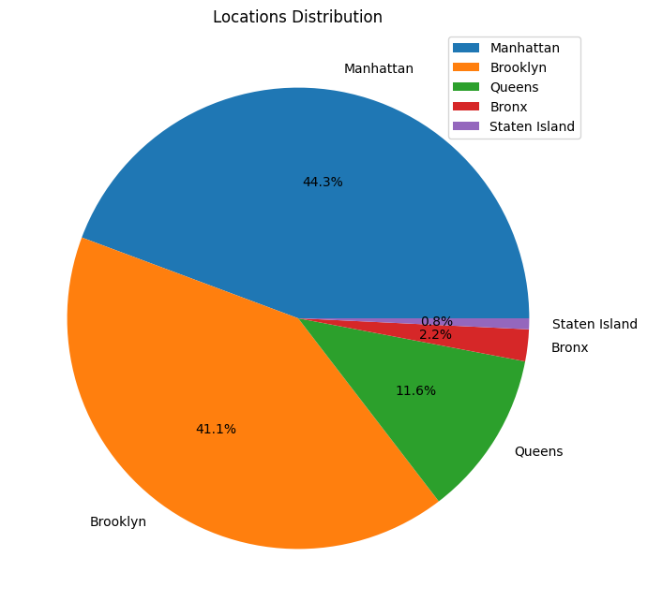 Locations Distribution
Manhattan
Brooklyn
Queens
Bronx
Staten Island
Manhattan
44.3%
0.8%
Staten Island
2.2%
Bronx
11.6%
41.1%
Queens
Brooklyn